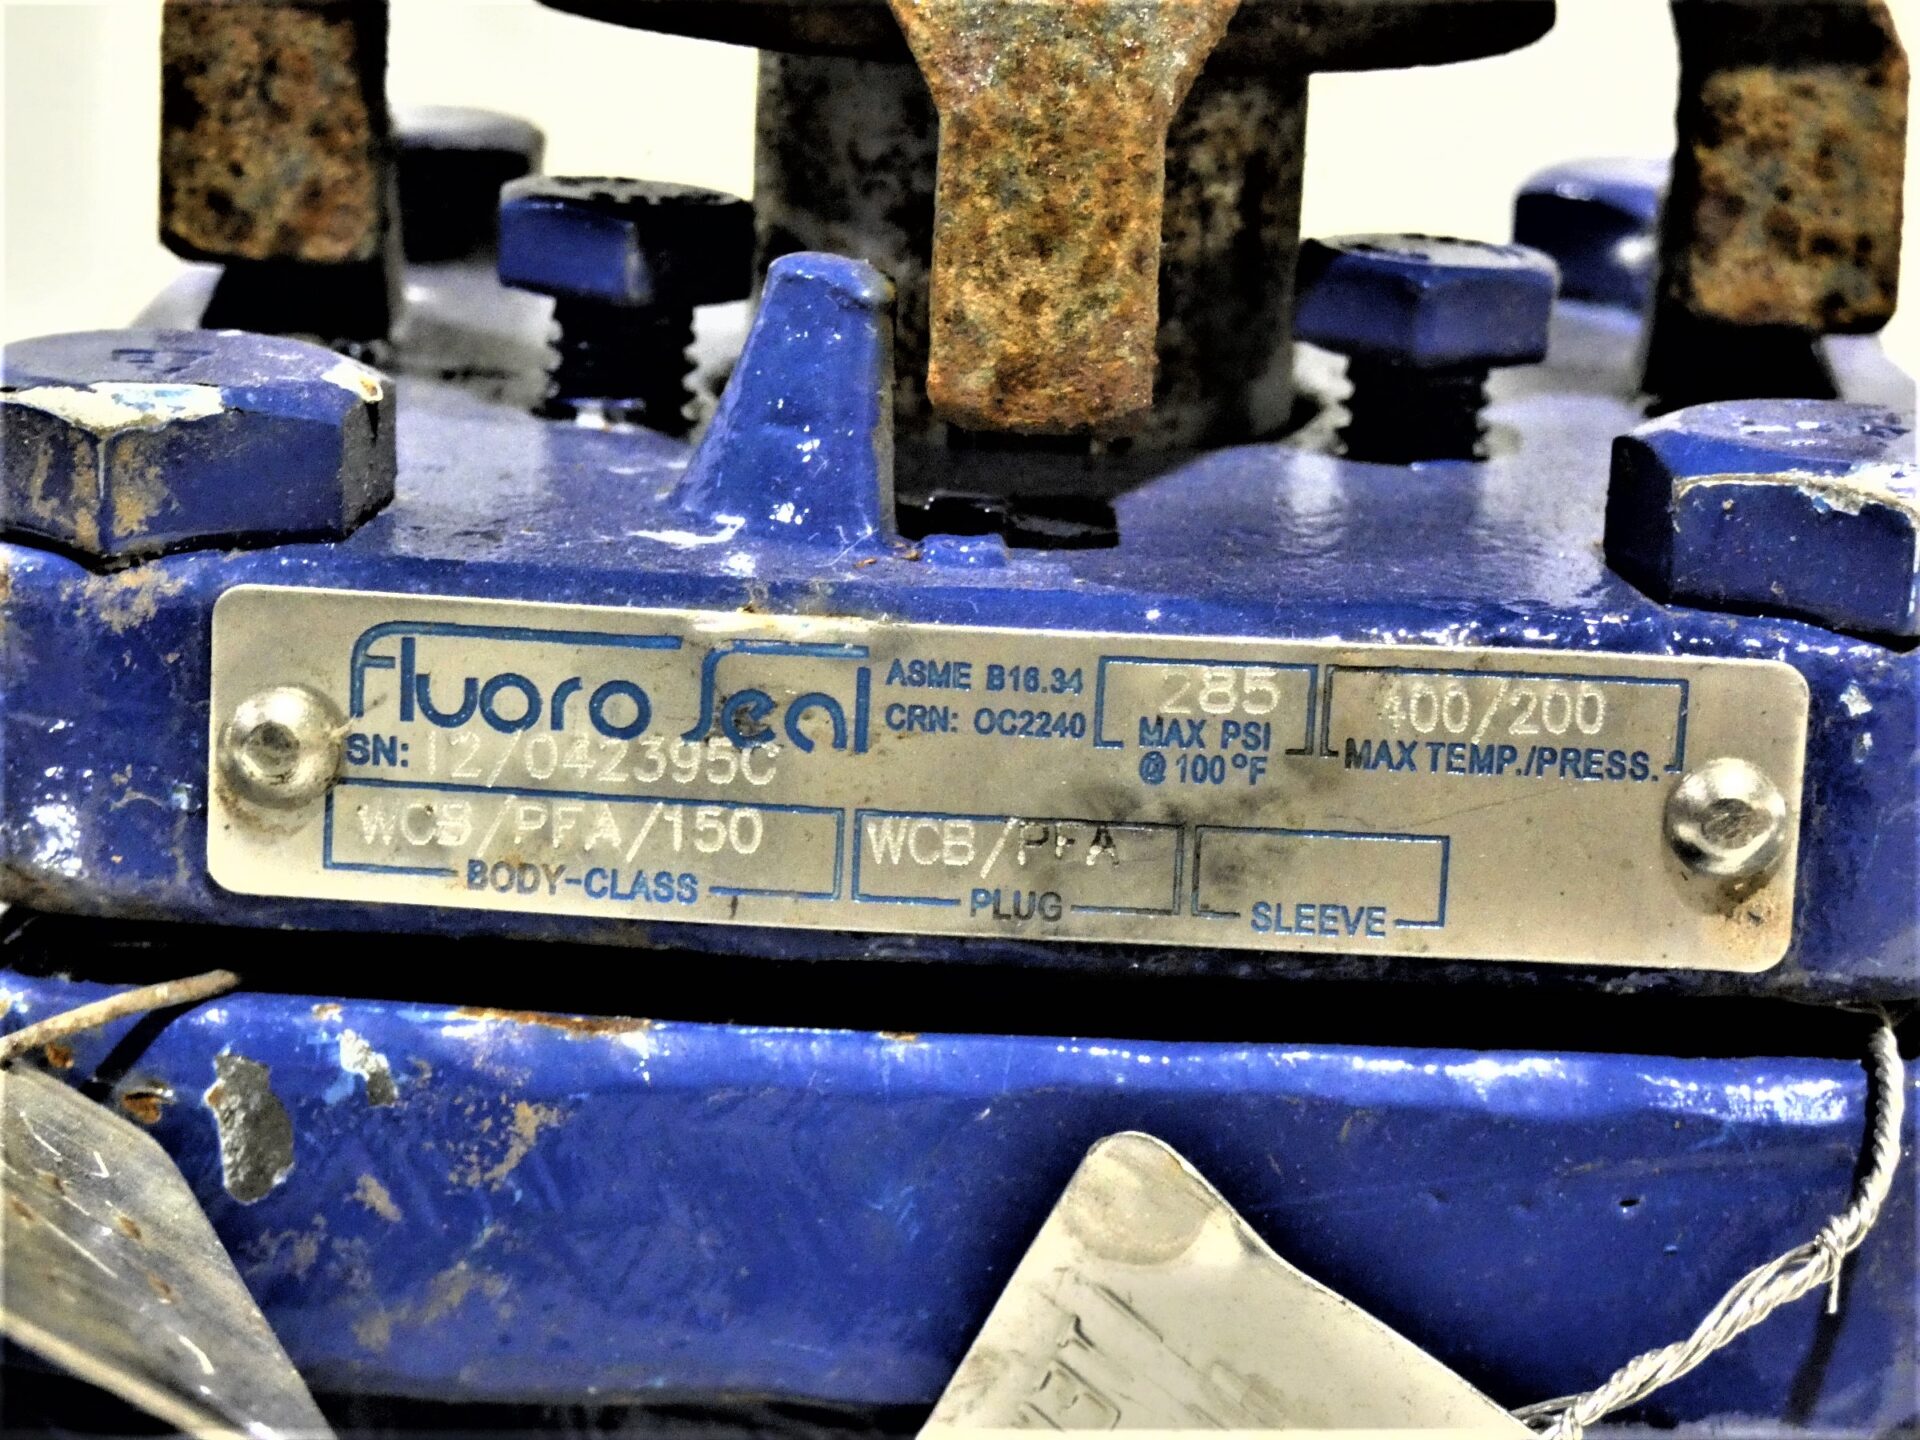 Fluoro Seal
ASME B16.34
CRN: OC2240
285
MAX PSI
@ 100°F
400/200
MAX TEMP./PRESS.
SN: 12/042395C
WCB/PFA/150
BODY-CLASS
WCB/PFA
PLUG
SLEEVE